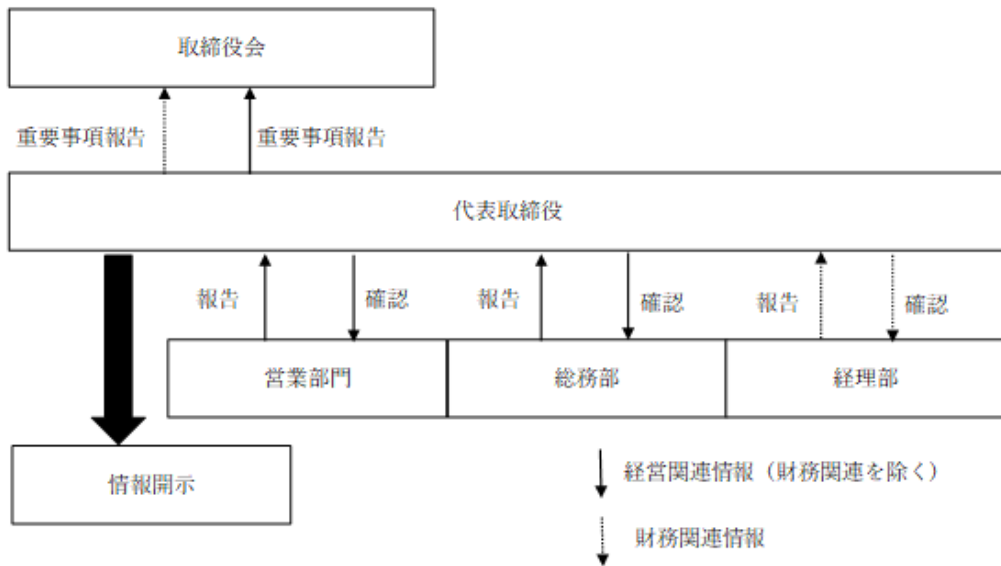 取締役会
重要事項報告
重要事項報告
代表取締役
報告
確認
報告
確認
報告
確認
営業部門
総務部
経理部
情報開示
経営関連情報（財務関連を除く）
財務関連情報